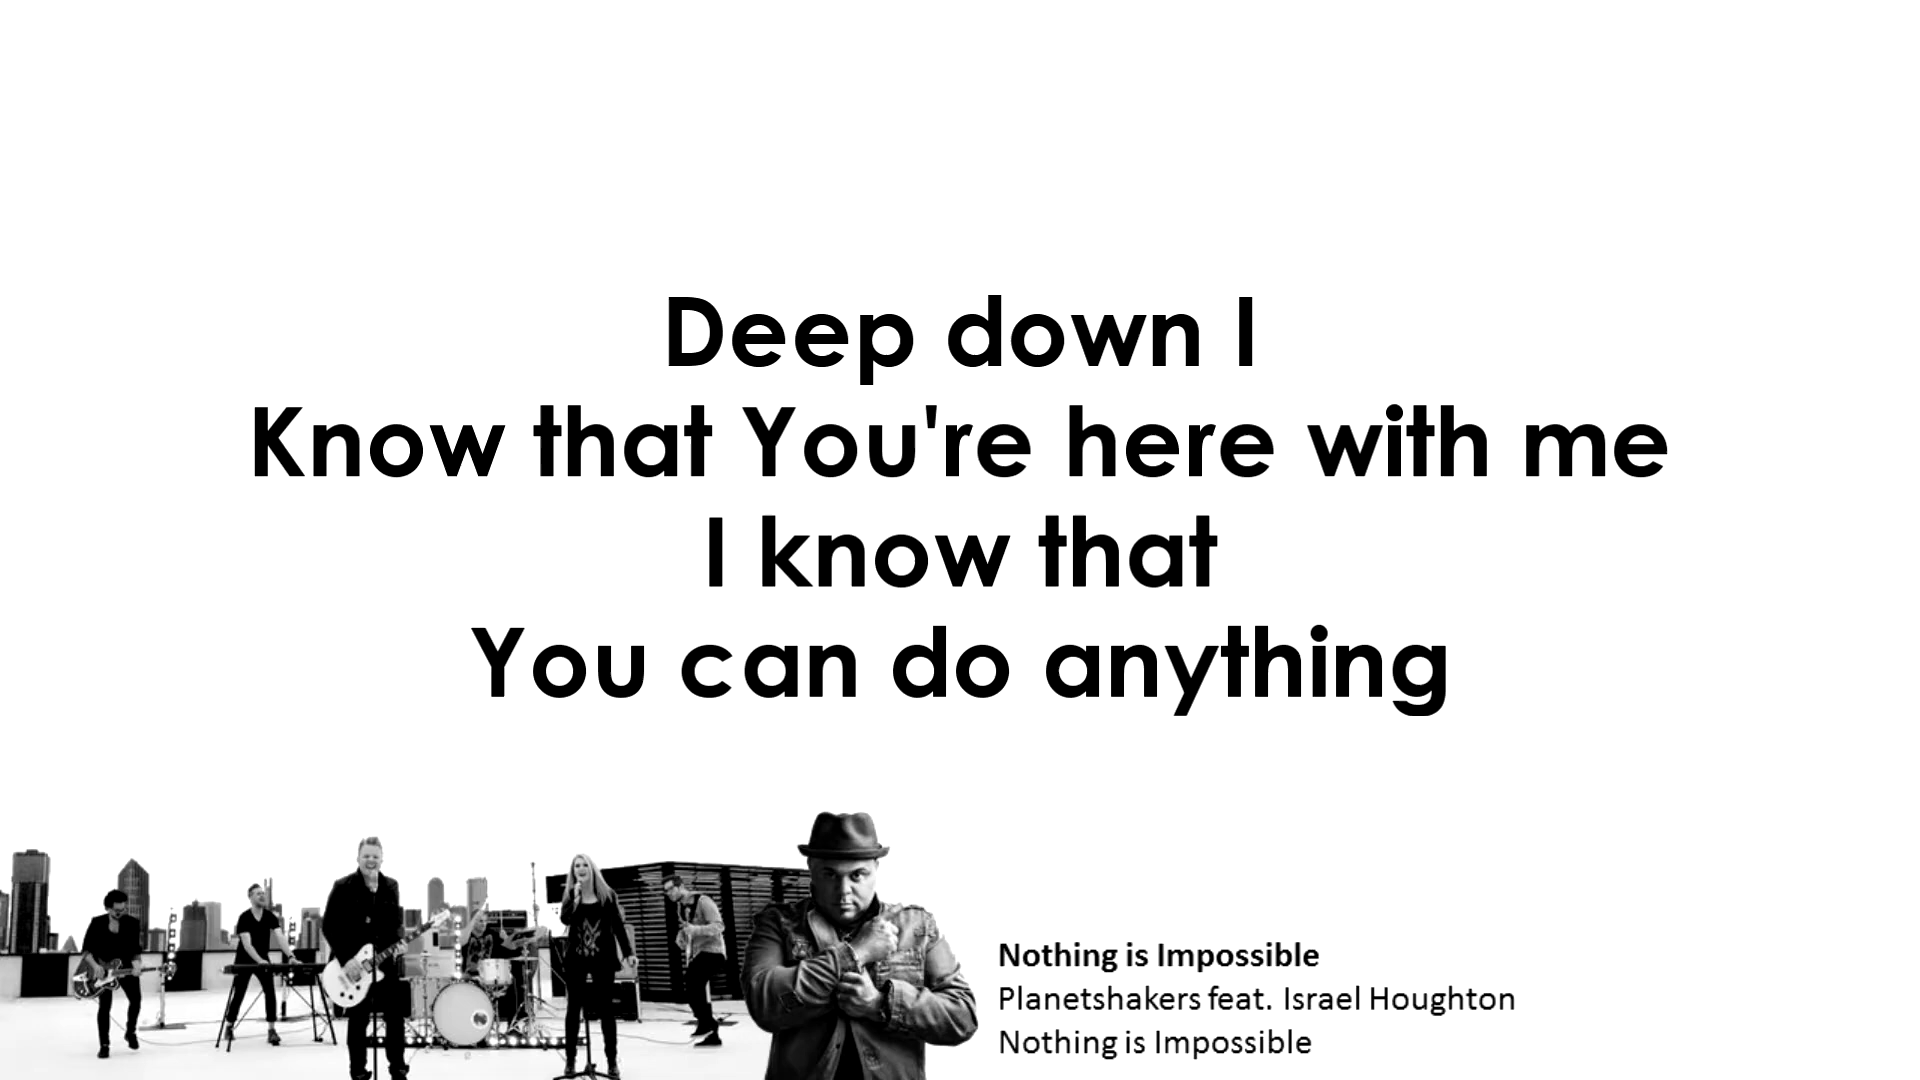 Deep down I
Know that You're here with me
I know that
You can do anything
Nothing is Impossible
Planetshakers feat. Israel Houghton
Nothing is Impossible